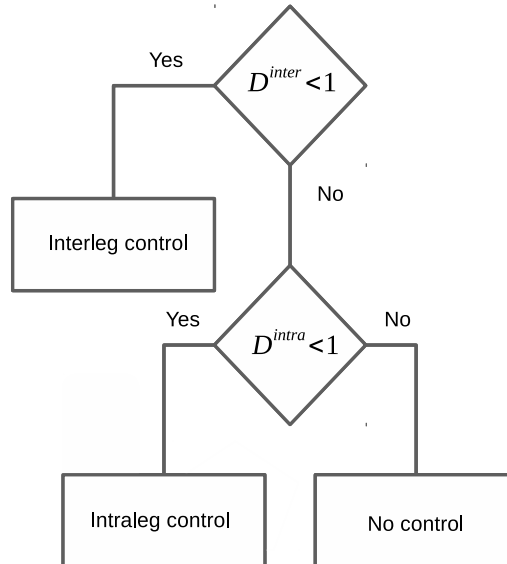 Yes
D^inter <1
No
Interleg control
Yes
No
D^intra <1
Intraleg control
No control